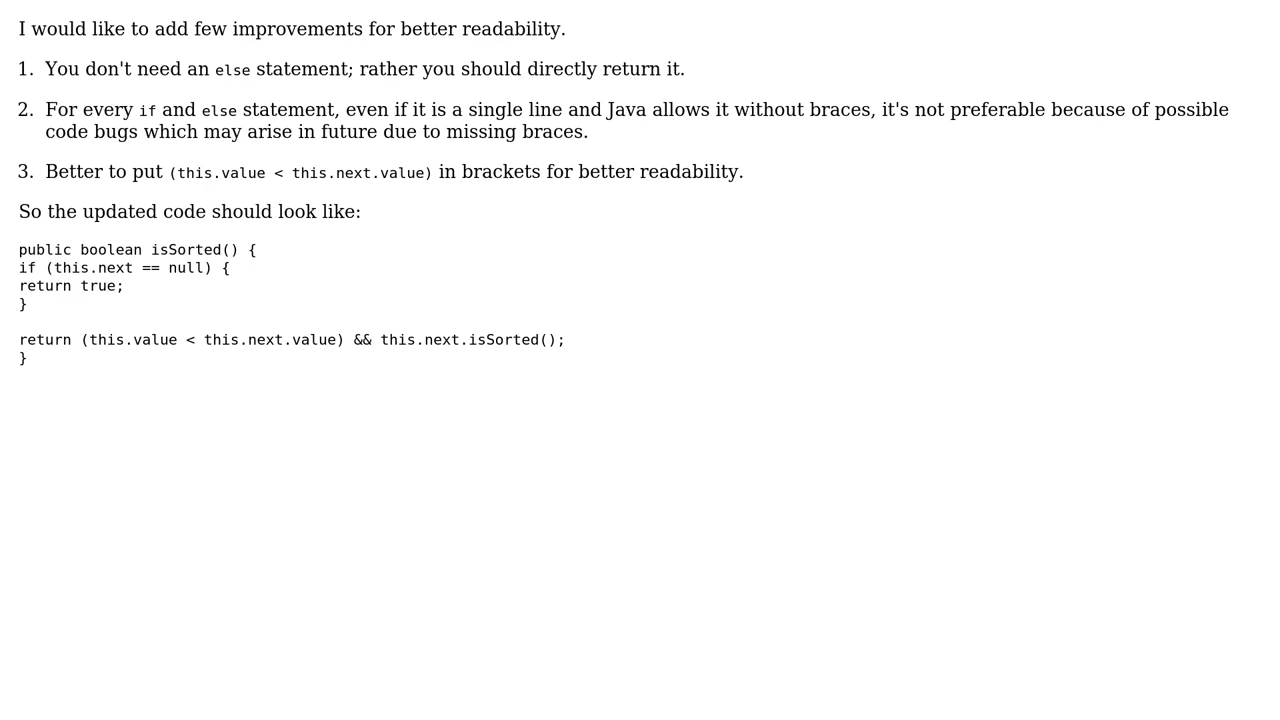 I would like to add few improvements for better readability.
1. You don't need an else statement; rather you should directly return it.
2. For every if and else statement, even if it is a single line and Java allows it without braces, it's not preferable because of possible
code bugs which may arise in future due to missing braces.
3. Better to put (this.value < this.next.value) in brackets for better readability.
So the updated code should look like:
public boolean isSorted() {
if (this.next == null) {
return true;
}
return (this.value < this.next.value) && this.next.isSorted();
}